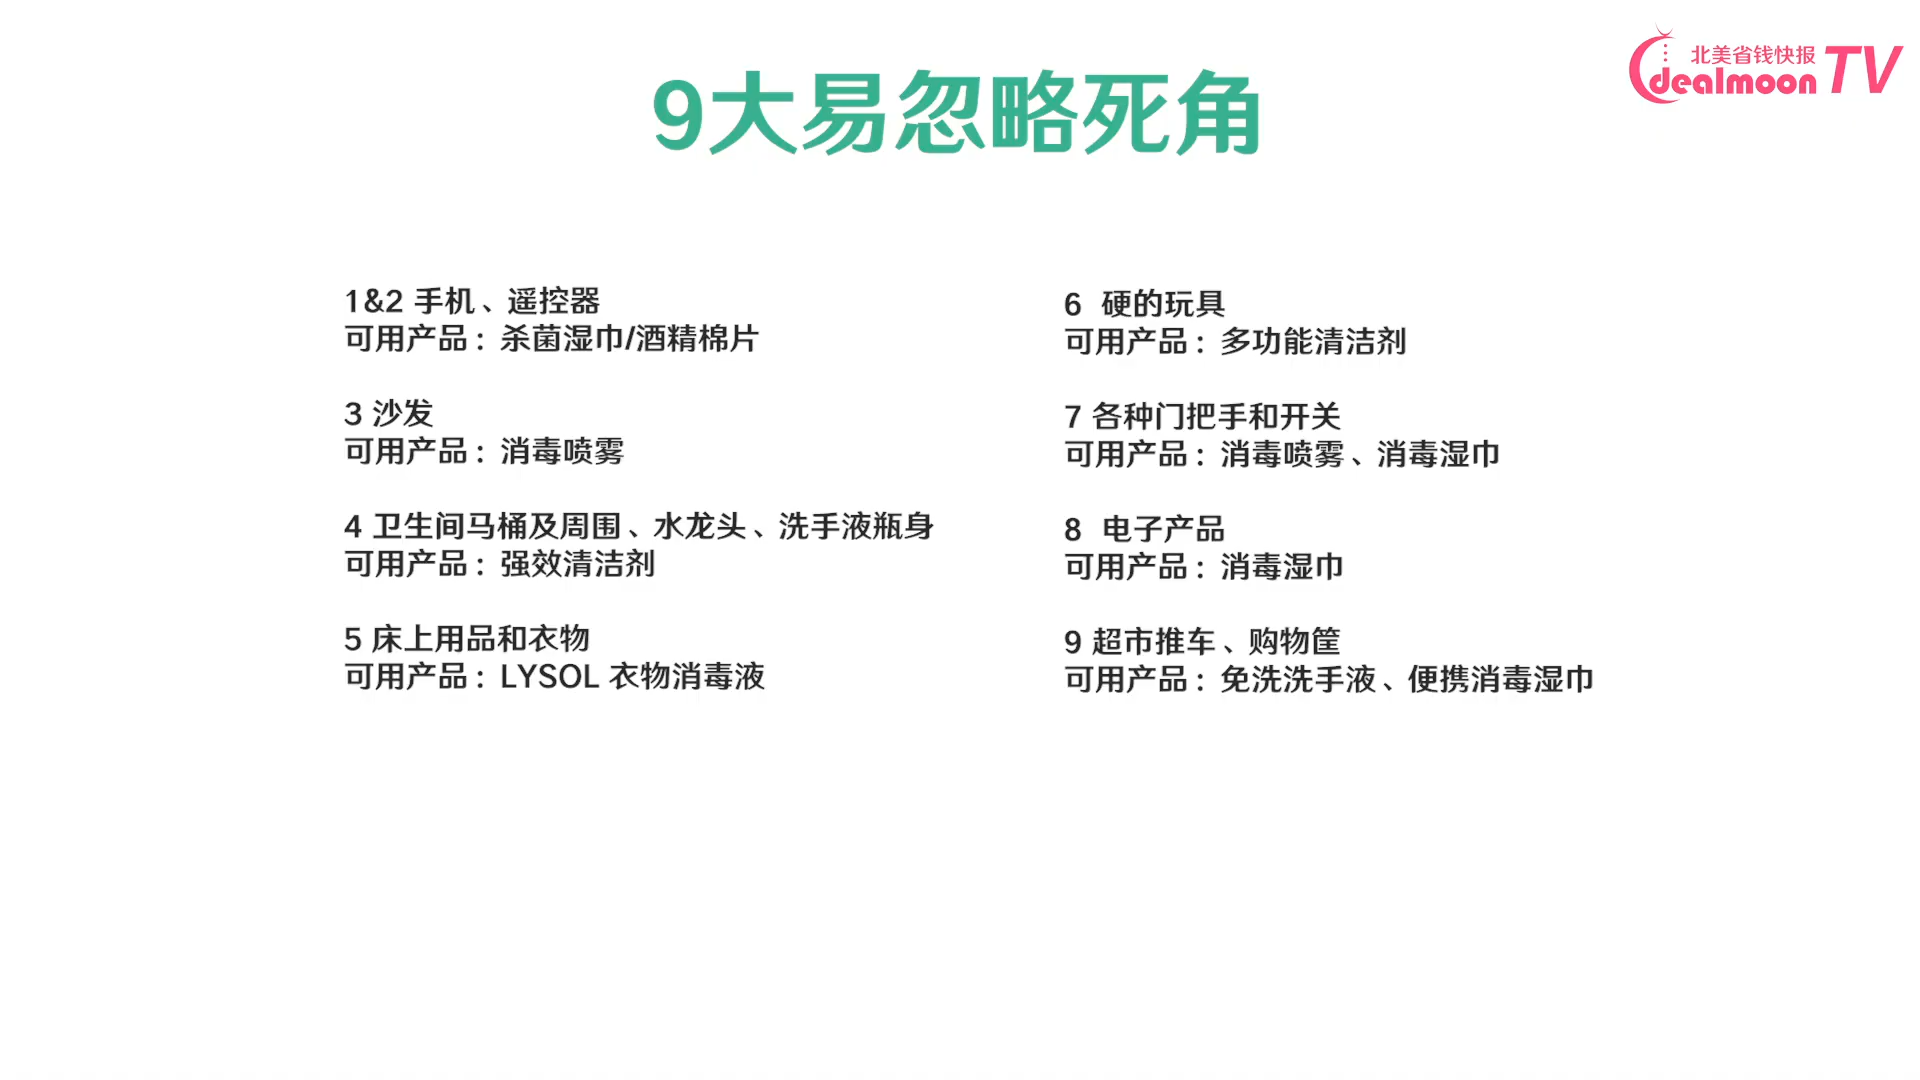 北美省钱快报
dealmoon TV
9大易忽略死角
1&2 手机、遥控器
可用产品：杀菌湿巾/酒精棉片
3 沙发
可用产品：消毒喷雾
4 卫生间马桶及周围、水龙头、洗手液瓶身
可用产品：强效清洁剂
5 床上用品和衣物
可用产品：LYSOL 衣物消毒液
6 硬的玩具
可用产品：多功能清洁剂
7 各种门把手和开关
可用产品：消毒喷雾、消毒湿巾
8 电子产品
可用产品：消毒湿巾
9 超市推车、购物筐
可用产品：免洗洗手液、便携消毒湿巾